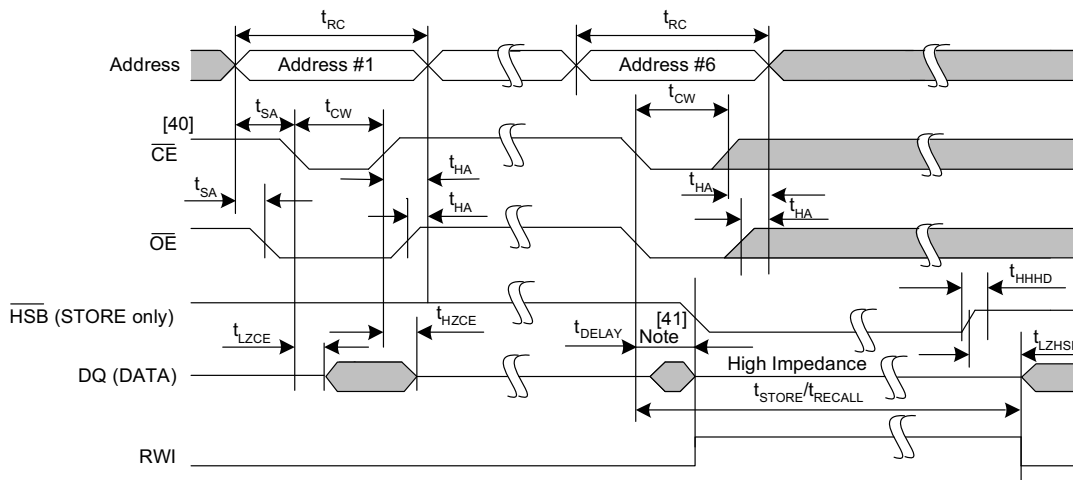 tRC tRC
Address Address #1 Address #6
tSA tCW tCW
[40]
CE
tHA
tSA tHA
tHA tHA
OE
tHHHD
HSB (STORE only)
tHZCE [41]
tLZCE tDELAY Note tLZHSB
High Impedance
DQ (DATA)
tSTORE/tRECALL
RWI